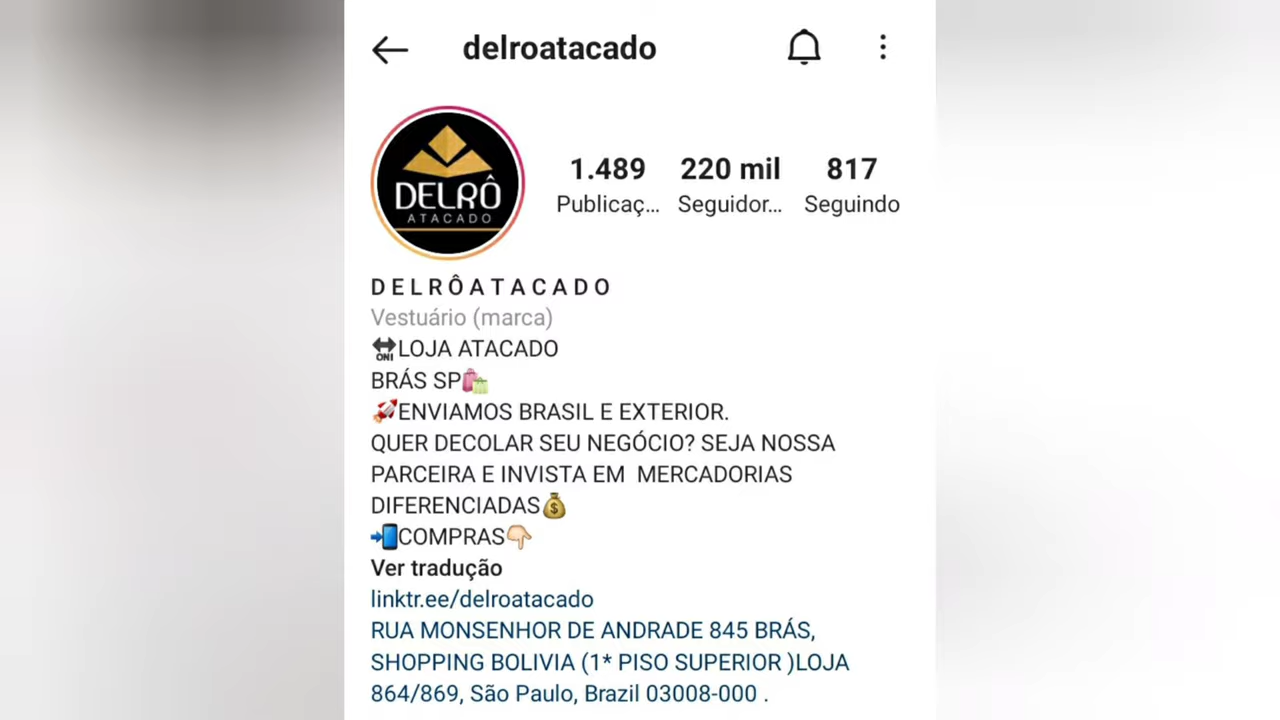 delroatacado
DELRÔ
ATACADO
1.489 220 mil 817
Publicaç... Seguidor... Seguindo
D E L R Ô A T A C A D O
Vestuário (marca)
ON! LOJA ATACADO
BRÁS SP🛍️
🚀ENVIAMOS BRASIL E EXTERIOR.
QUER DECOLAR SEU NEGÓCIO? SEJA NOSSA
PARCEIRA E INVISTA EM  MERCADORIAS
DIFERENCIADAS💰
📲COMPRAS👇🏻
Ver tradução
linktr.ee/delroatacado
RUA MONSENHOR DE ANDRADE 845 BRÁS,
SHOPPING BOLIVIA (1* PISO SUPERIOR )LOJA
864/869, São Paulo, Brazil 03008-000 .